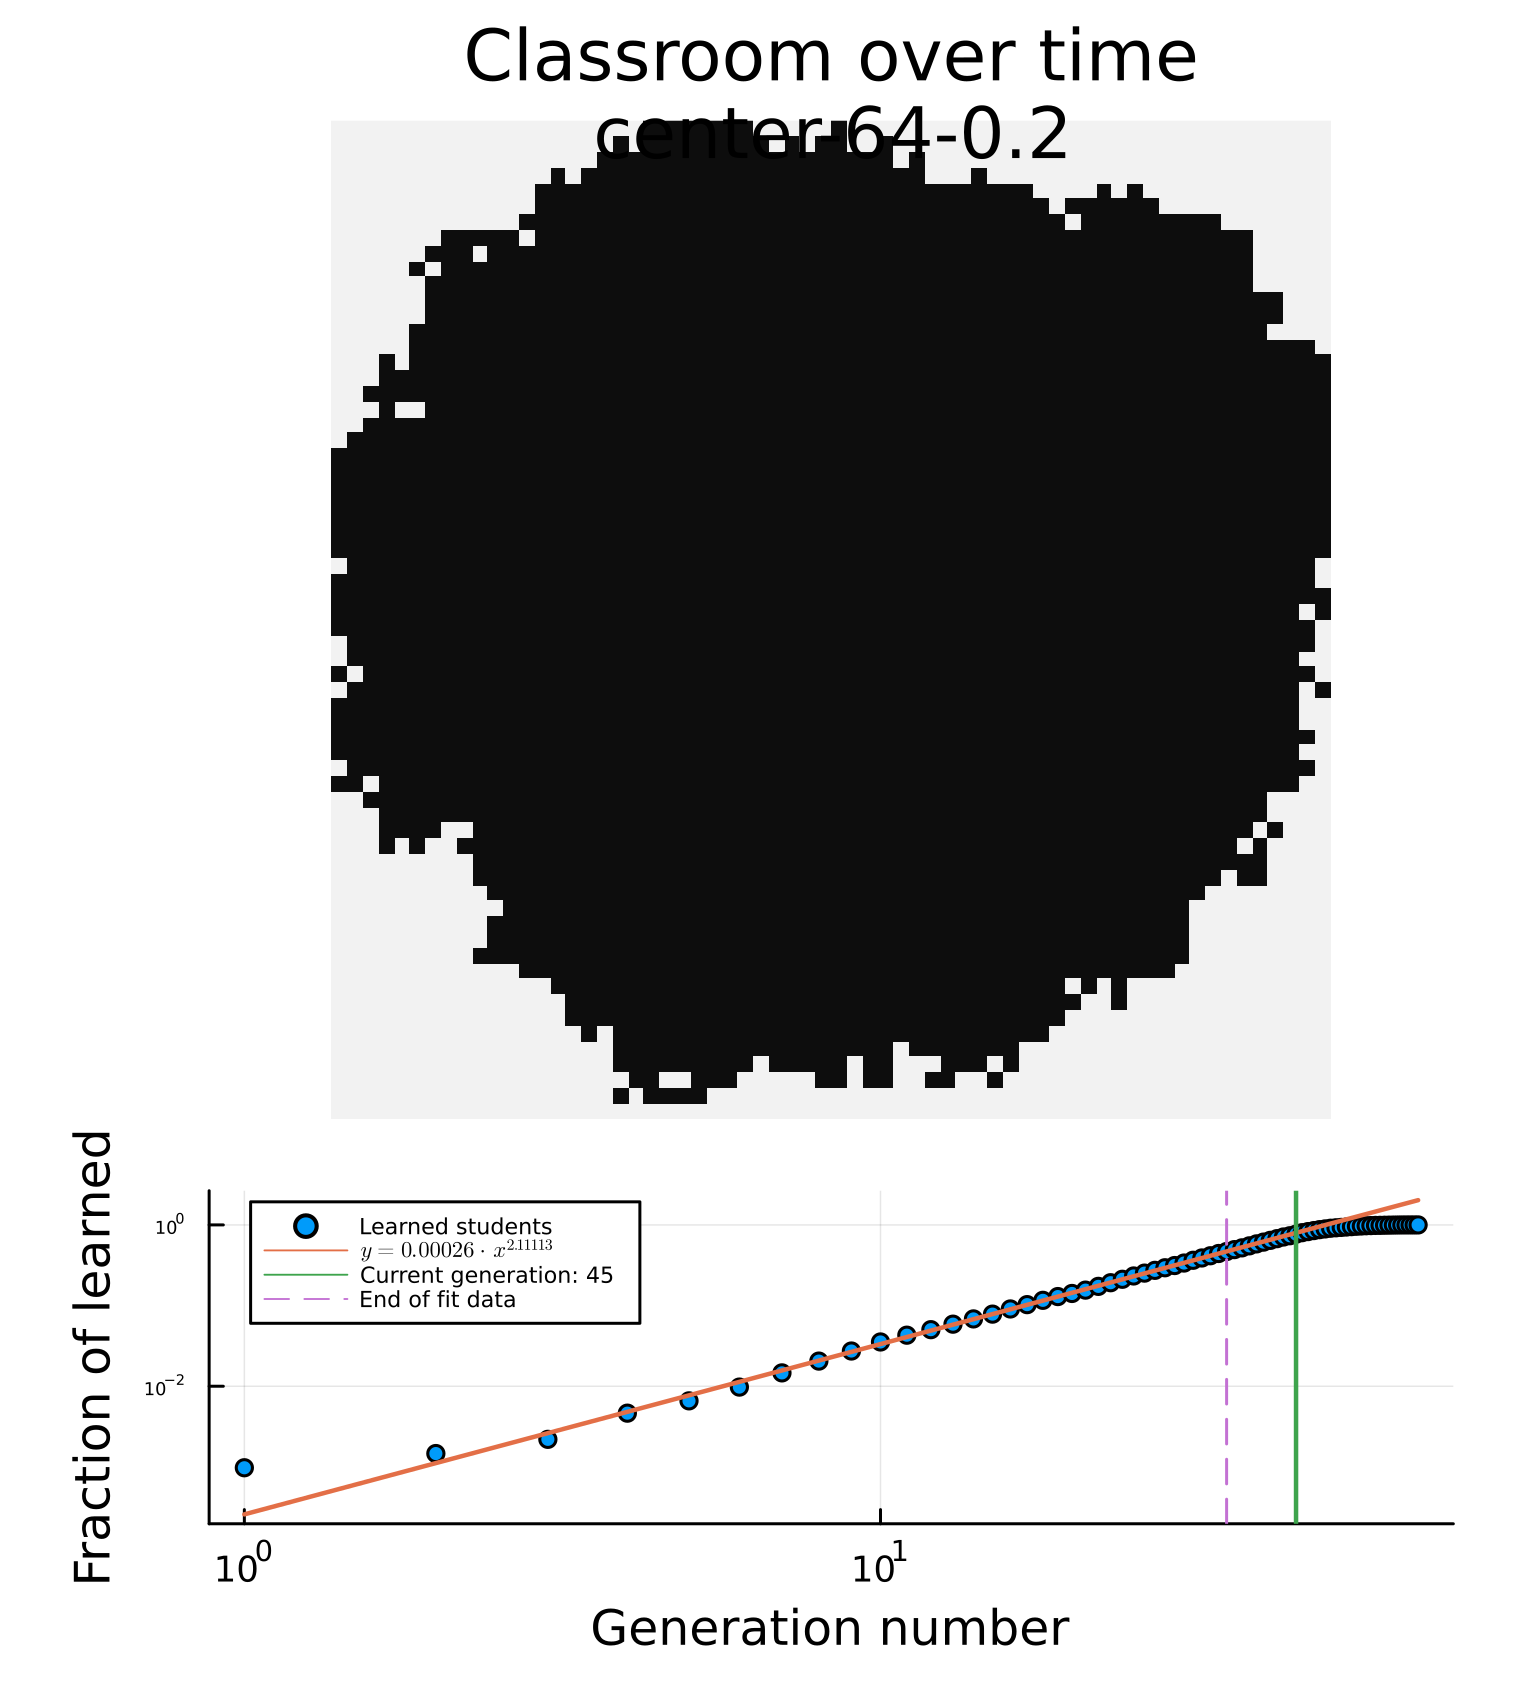 Classroom over time
center-64-0.2
Fraction of learned
10^0
10^-2
Learned students
y = 0.00026 · x^2.11113
Current generation: 45
End of fit data
10^0
10^1
Generation number